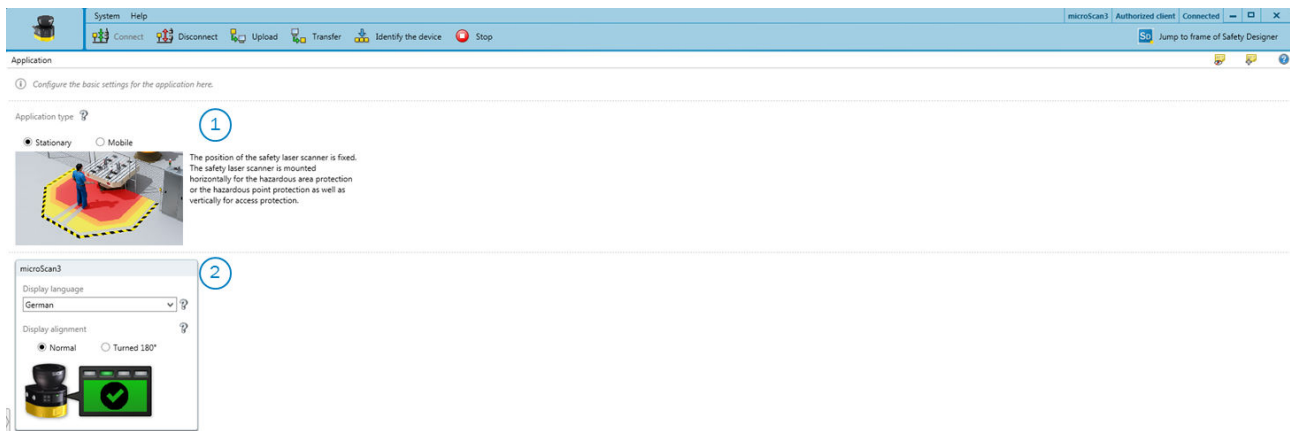 System Help
microScan3 Authorized client Connected
Connect Disconnect Upload Transfer Identify the device Stop
So Jump to frame of Safety Designer
Application
Configure the basic settings for the application here.
Application type
1
Stationary Mobile
The position of the safety laser scanner is fixed.
The safety laser scanner is mounted
horizontally for the hazardous area protection
or the hazardous point protection as well as
vertically for access protection.
microScan3
2
Display language
German
Display alignment
Normal Turned 180°